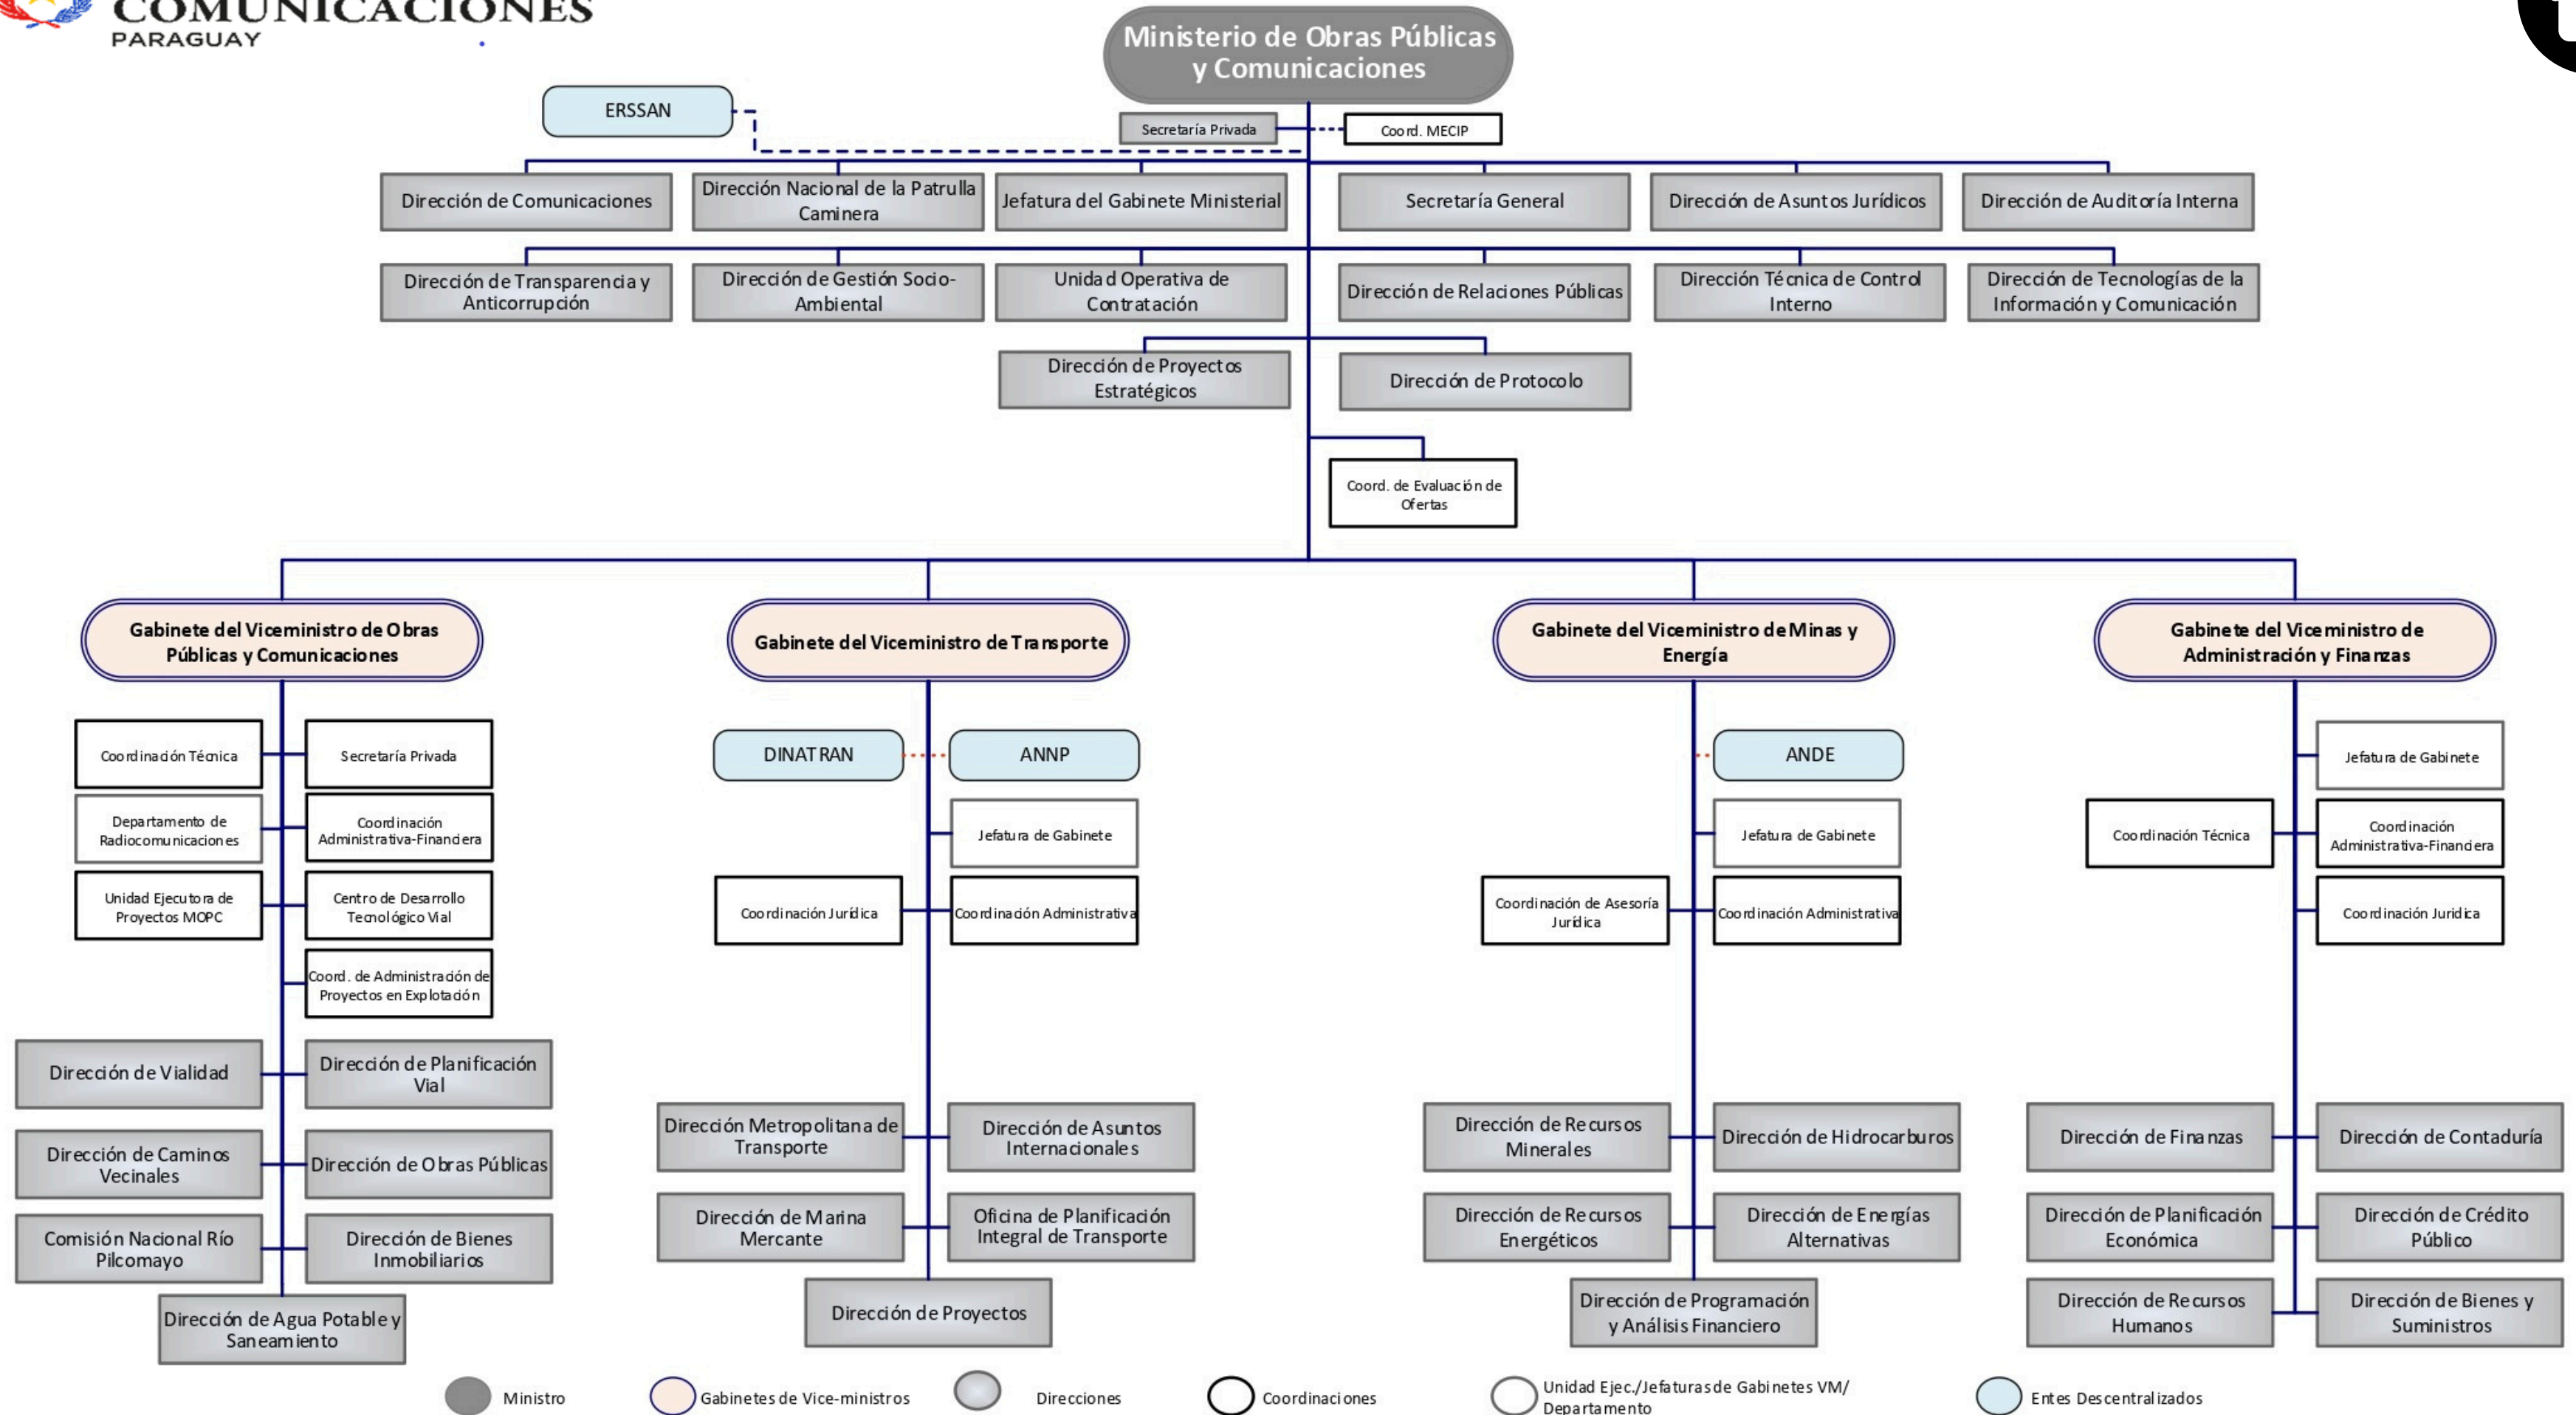 COMUNICACIONES
PARAGUAY
Ministerio de Obras Públicas
y Comunicaciones
ERSSAN
Secretaría Privada
Coord. MECIP
Dirección de Comunicaciones
Dirección Nacional de la Patrulla
Caminera
Jefatura del Gabinete Ministerial
Secretaría General
Dirección de Asuntos Jurídicos
Dirección de Auditoría Interna
Dirección de Transparencia y
Anticorrupción
Dirección de Gestión Socio-
Ambiental
Unidad Operativa de
Contratación
Dirección de Relaciones Públicas
Dirección Técnica de Control
Interno
Dirección de Tecnologías de la
Información y Comunicación
Dirección de Proyectos
Estratégicos
Dirección de Protocolo
Coord. de Evaluación de
Ofertas
Gabinete del Viceministro de Obras
Públicas y Comunicaciones
Gabinete del Viceministro de Transporte
Gabinete del Viceministro de Minas y
Energía
Gabinete del Viceministro de
Administración y Finanzas
Coordinación Técnica
Secretaría Privada
Departamento de
Radiocomunicaciones
Coordinación
Administrativa-Financiera
Unidad Ejecutora de
Proyectos MOPC
Centro de Desarrollo
Tecnológico Vial
Coord. de Administración de
Proyectos en Explotación
Dirección de Vialidad
Dirección de Planificación
Vial
Dirección de Caminos
Vecinales
Dirección de Obras Públicas
Comisión Nacional Río
Pilcomayo
Dirección de Bienes
Inmobiliarios
Dirección de Agua Potable y
Saneamiento
DINATRAN
ANNP
Jefatura de Gabinete
Coordinación Jurídica
Coordinación Administrativa
Dirección Metropolitana de
Transporte
Dirección de Asuntos
Internacionales
Dirección de Marina
Mercante
Oficina de Planificación
Integral de Transporte
Dirección de Proyectos
ANDE
Jefatura de Gabinete
Coordinación de Asesoría
Jurídica
Coordinación Administrativa
Dirección de Recursos
Minerales
Dirección de Hidrocarburos
Dirección de Recursos
Energéticos
Dirección de Energías
Alternativas
Dirección de Programación
y Análisis Financiero
Jefatura de Gabinete
Coordinación Técnica
Coordinación
Administrativa-Financiera
Coordinación Juridica
Dirección de Finanzas
Dirección de Contaduría
Dirección de Planificación
Económica
Dirección de Crédito
Público
Dirección de Recursos
Humanos
Dirección de Bienes y
Suministros
Ministro
Gabinetes de Vice-ministros
Direcciones
Coordinaciones
Unidad Ejec./Jefaturas de Gabinetes VM/
Departamento
Entes Descentralizados